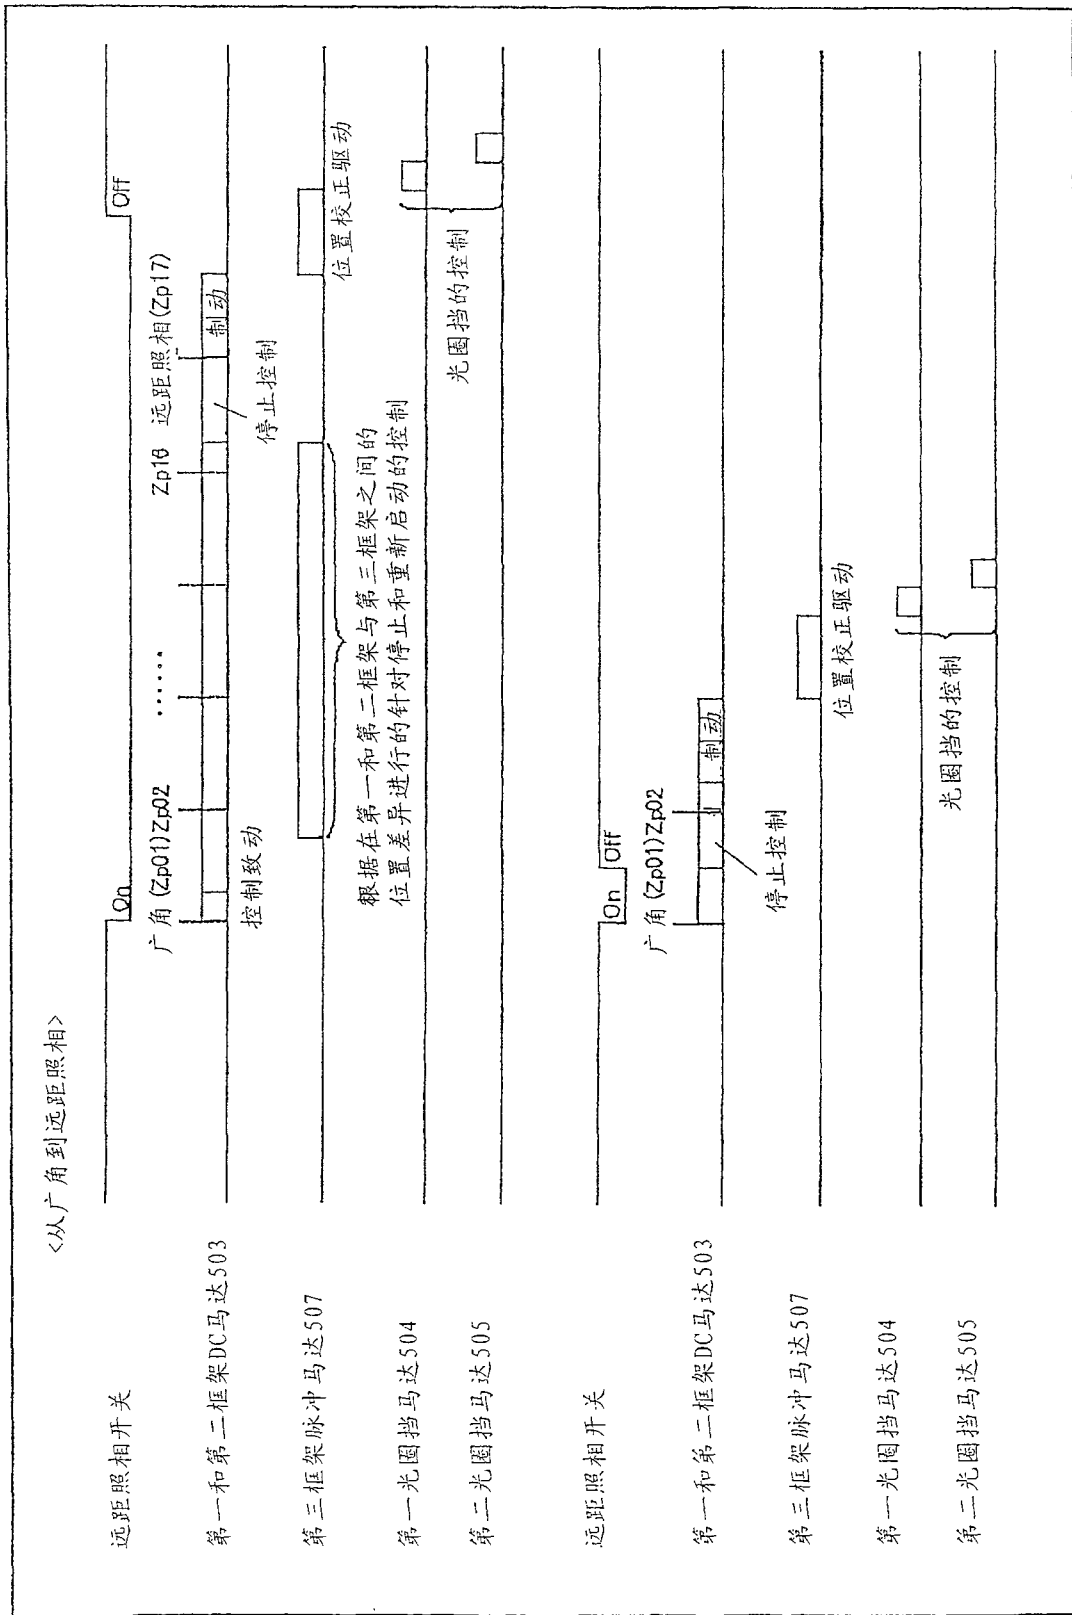 <从广角到远距照相>
远距照相开关
On
Off
广角(Zp01)Zp02
......
Zp16
远距照相(Zp17)
第一和第二框架DC马达503
控制致动
停止控制
制动
第三框架脉冲马达507
根据在第一和第二框架与第三框架之间的
位置差异进行的针对停止和重新启动的控制
位置校正驱动
第一光圈挡马达504
第二光圈挡马达505
光圈挡的控制
远距照相开关
On
Off
广角(Zp01)Zp02
第一和第二框架DC马达503
停止控制
制动
第三框架脉冲马达507
位置校正驱动
第一光圈挡马达504
第二光圈挡马达505
光圈挡的控制